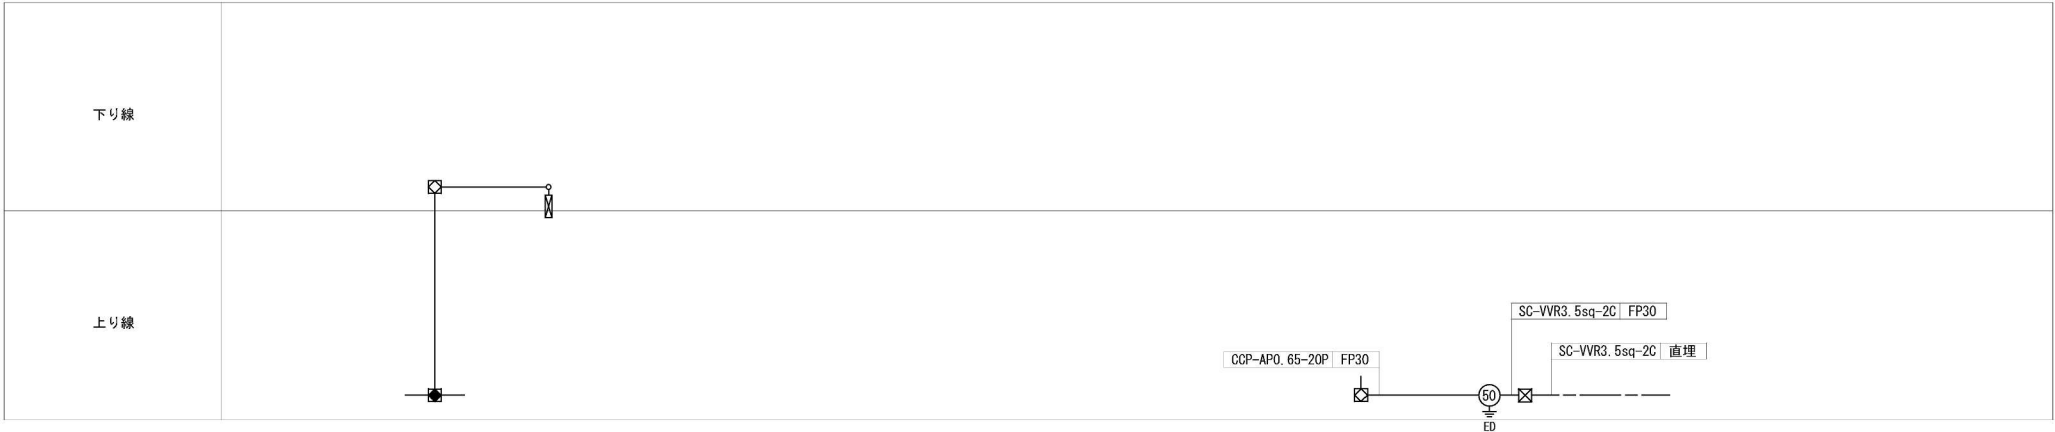 下り線
上り線
SC-VVR3.5sq-2C FP30
SC-VVR3.5sq-2C 直埋
CCP-AP0.65-20P FP30
50
ED